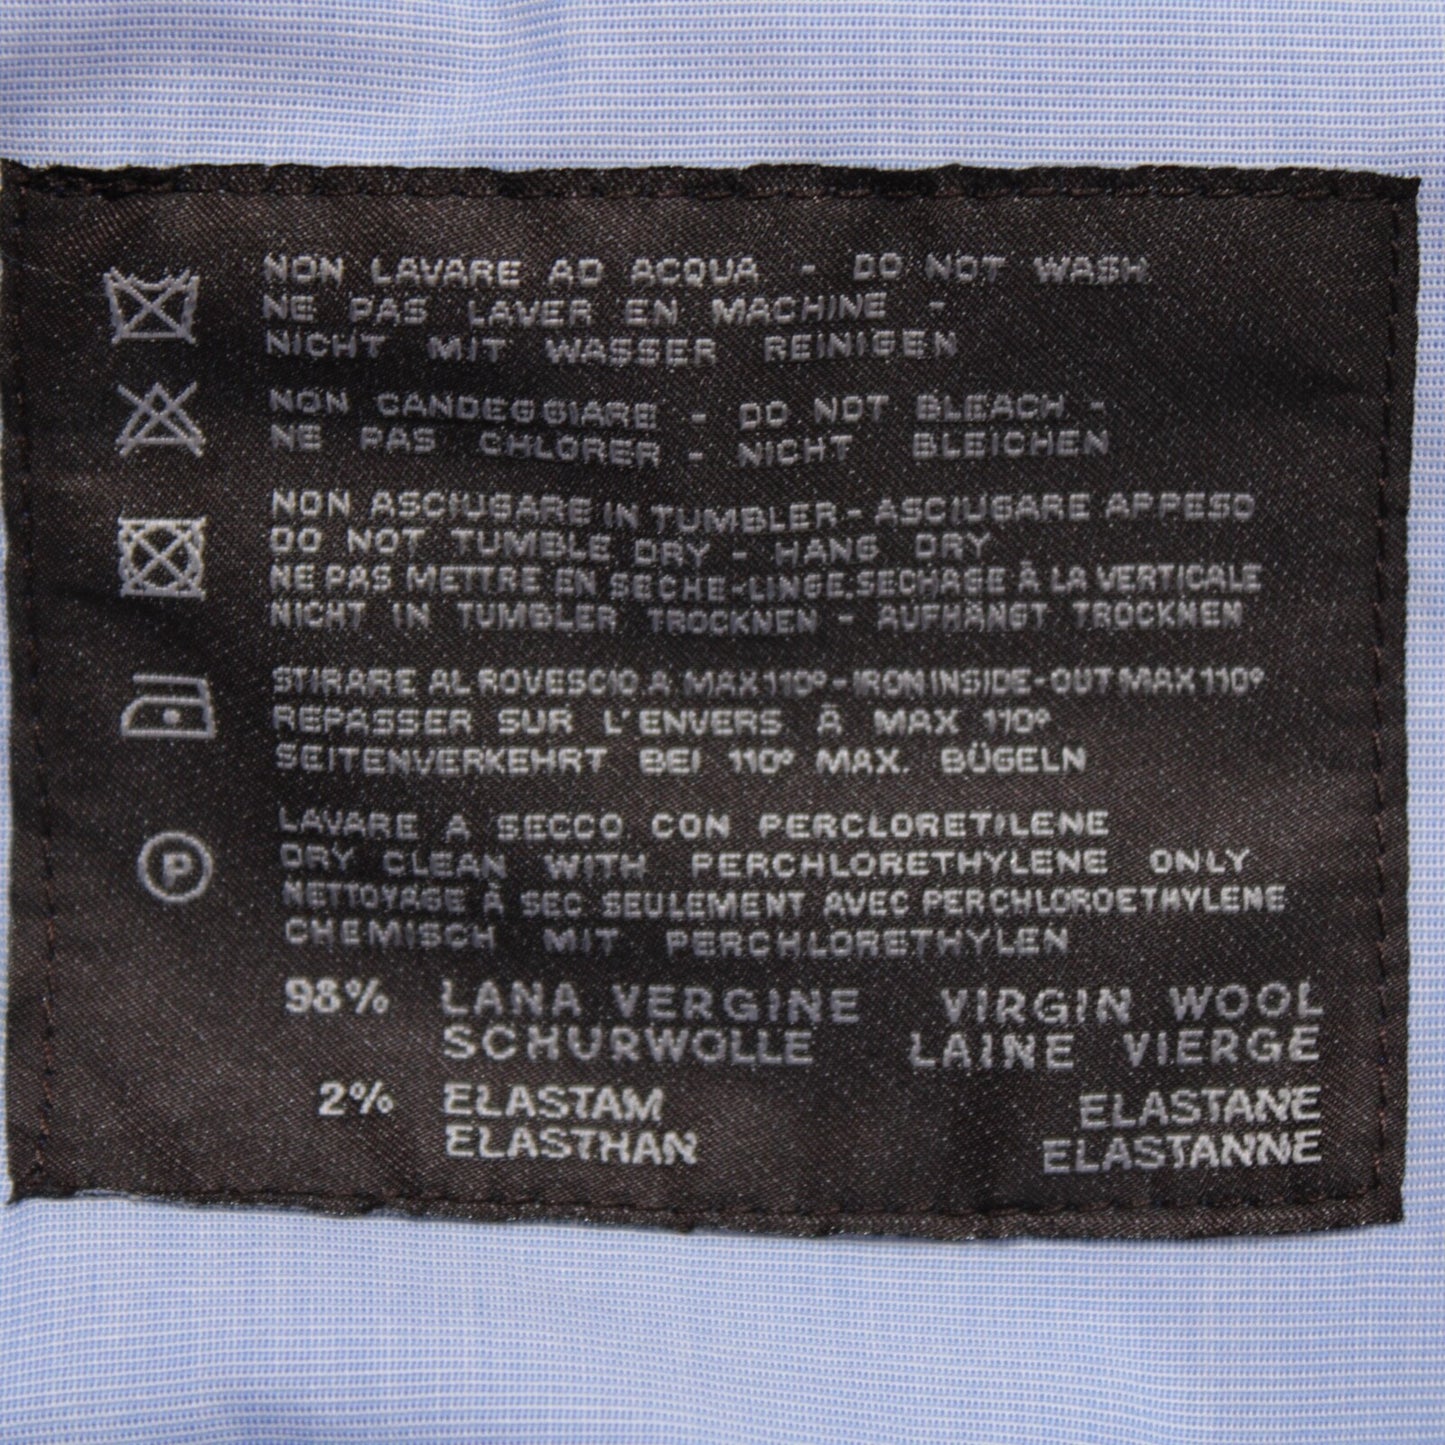 NON LAVARE AD ACQUA - DO NOT WASH
NE PAS LAVER EN MACHINE -
NICHT MIT WASSER REINIGEN
NON CANDEGGIARE - DO NOT BLEACH -
NE PAS CHLORER - NICHT BLEICHEN
NON ASCIUGARE IN TUMBLER - ASCIUGARE APPESO
DO NOT TUMBLE DRY - HANG DRY
NE PAS METTRE EN SECHE-LINGE.SECHAGE À LA VERTICALE
NICHT IN TUMBLER TROCKNEN - AUFHÄNGT TROCKNEN
STIRARE AL ROVESCIO A MAX 110° - IRON INSIDE-OUT MAX 110°
REPASSER SUR L'ENVERS À MAX 110°
SEITENVERKEHRT BEI 110° MAX. BÜGELN
P
LAVARE A SECCO CON PERCLORETILENE
DRY CLEAN WITH PERCHLORETHYLENE ONLY
NETTOYAGE À SEC SEULEMENT AVEC PERCHLOROETHYLENE
CHEMISCH MIT PERCHLORETHYLEN
98% LANA VERGINE VIRGIN WOOL
SCHURWOLLE LAINE VIERGE
2% ELASTAM ELASTANE
ELASTHAN ELASTANNE